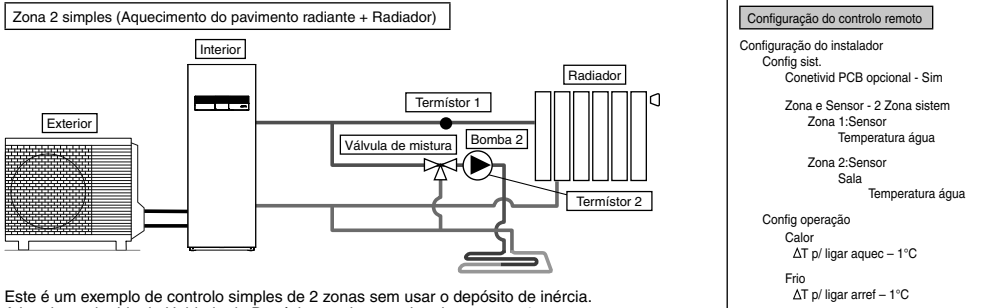 Zona 2 simples (Aquecimento do pavimento radiante + Radiador)
Interior
Radiador
Termístor 1
Exterior
Válvula de mistura
Bomba 2
Termístor 2
Este é um exemplo de controlo simples de 2 zonas sem usar o depósito de inércia.
Configuração do controlo remoto
Configuração do instalador
Config sist.
Conetivid PCB opcional - Sim
Zona e Sensor - 2 Zona sistem
Zona 1:Sensor
Temperatura água
Zona 2:Sensor
Sala
Temperatura água
Config operação
Calor
ΔT p/ ligar aquec – 1°C
Frio
ΔT p/ ligar arref – 1°C